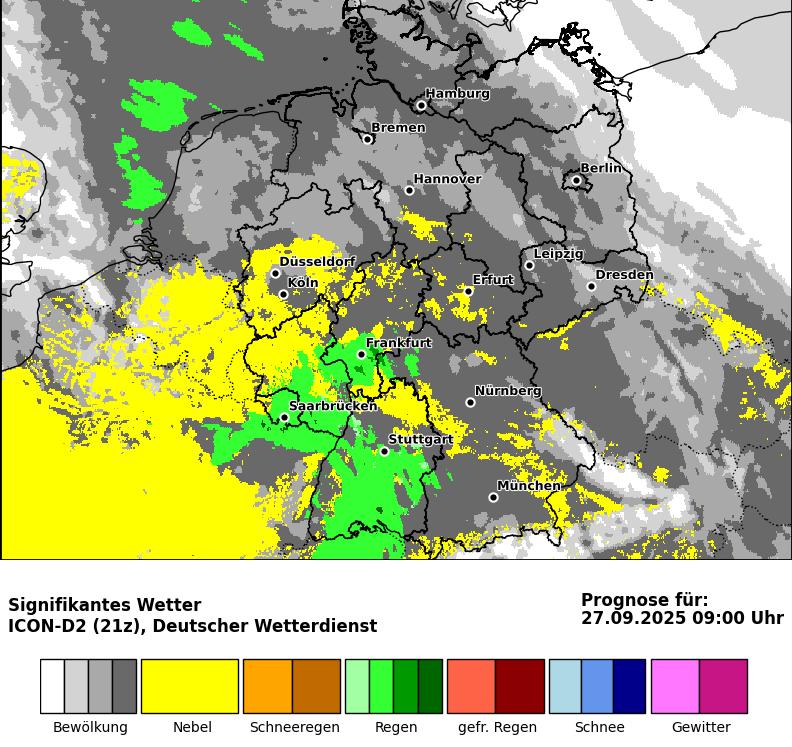 Hamburg
Bremen
Berlin
Hannover
Leipzig
Düsseldorf
Dresden
Köln
Erfurt
Frankfurt
Nürnberg
Saarbrücken
Stuttgart
München
Signifikantes Wetter
ICON-D2 (21z), Deutscher Wetterdienst
Prognose für:
27.09.2025 09:00 Uhr
Bewölkung Nebel Schneeregen Regen gefr. Regen Schnee Gewitter